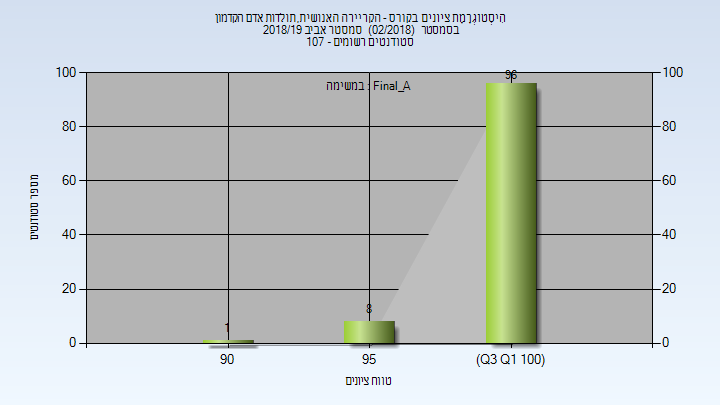 הִיסְטוֹגְרָמַת ציונים בקורס - הקריירה האנושית,תולדות אדם הקדמון
בסמסטר (02/2018) סמסטר אביב 2018/19
סטודנטים רשומים - 107
במשימה : Final_A
100
80
60
40
20
0
100
80
60
40
20
0
מספר סטודנטים
1
8
96
90
95
(Q3 Q1 100)
טווח ציונים